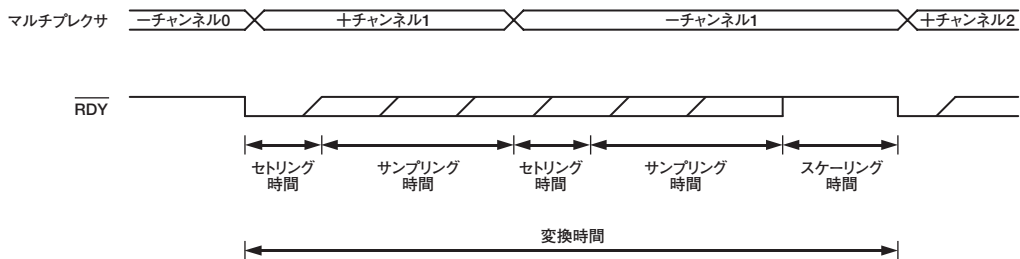 マルチプレクサ
−チャンネル0
+チャンネル1
−チャンネル1
+チャンネル2
RDY
セトリング
時間
サンプリング
時間
セトリング
時間
サンプリング
時間
スケーリング
時間
変換時間